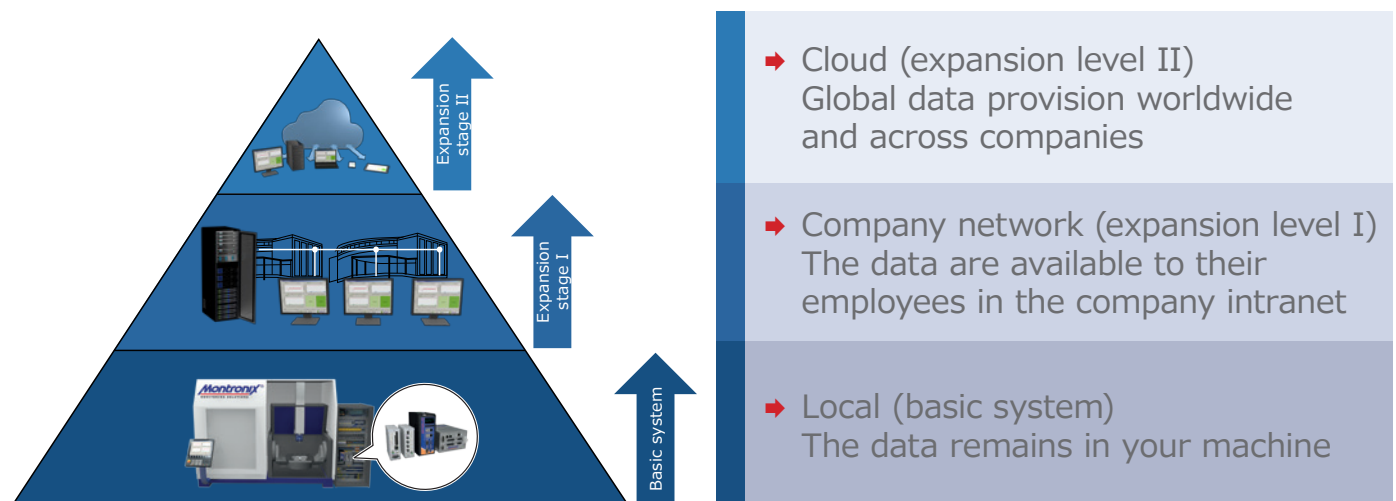 Expansion
stage II
Expansion
stage I
Montronix®
Basic system
Cloud (expansion level II)
Global data provision worldwide
and across companies
Company network (expansion level I)
The data are available to their
employees in the company intranet
Local (basic system)
The data remains in your machine